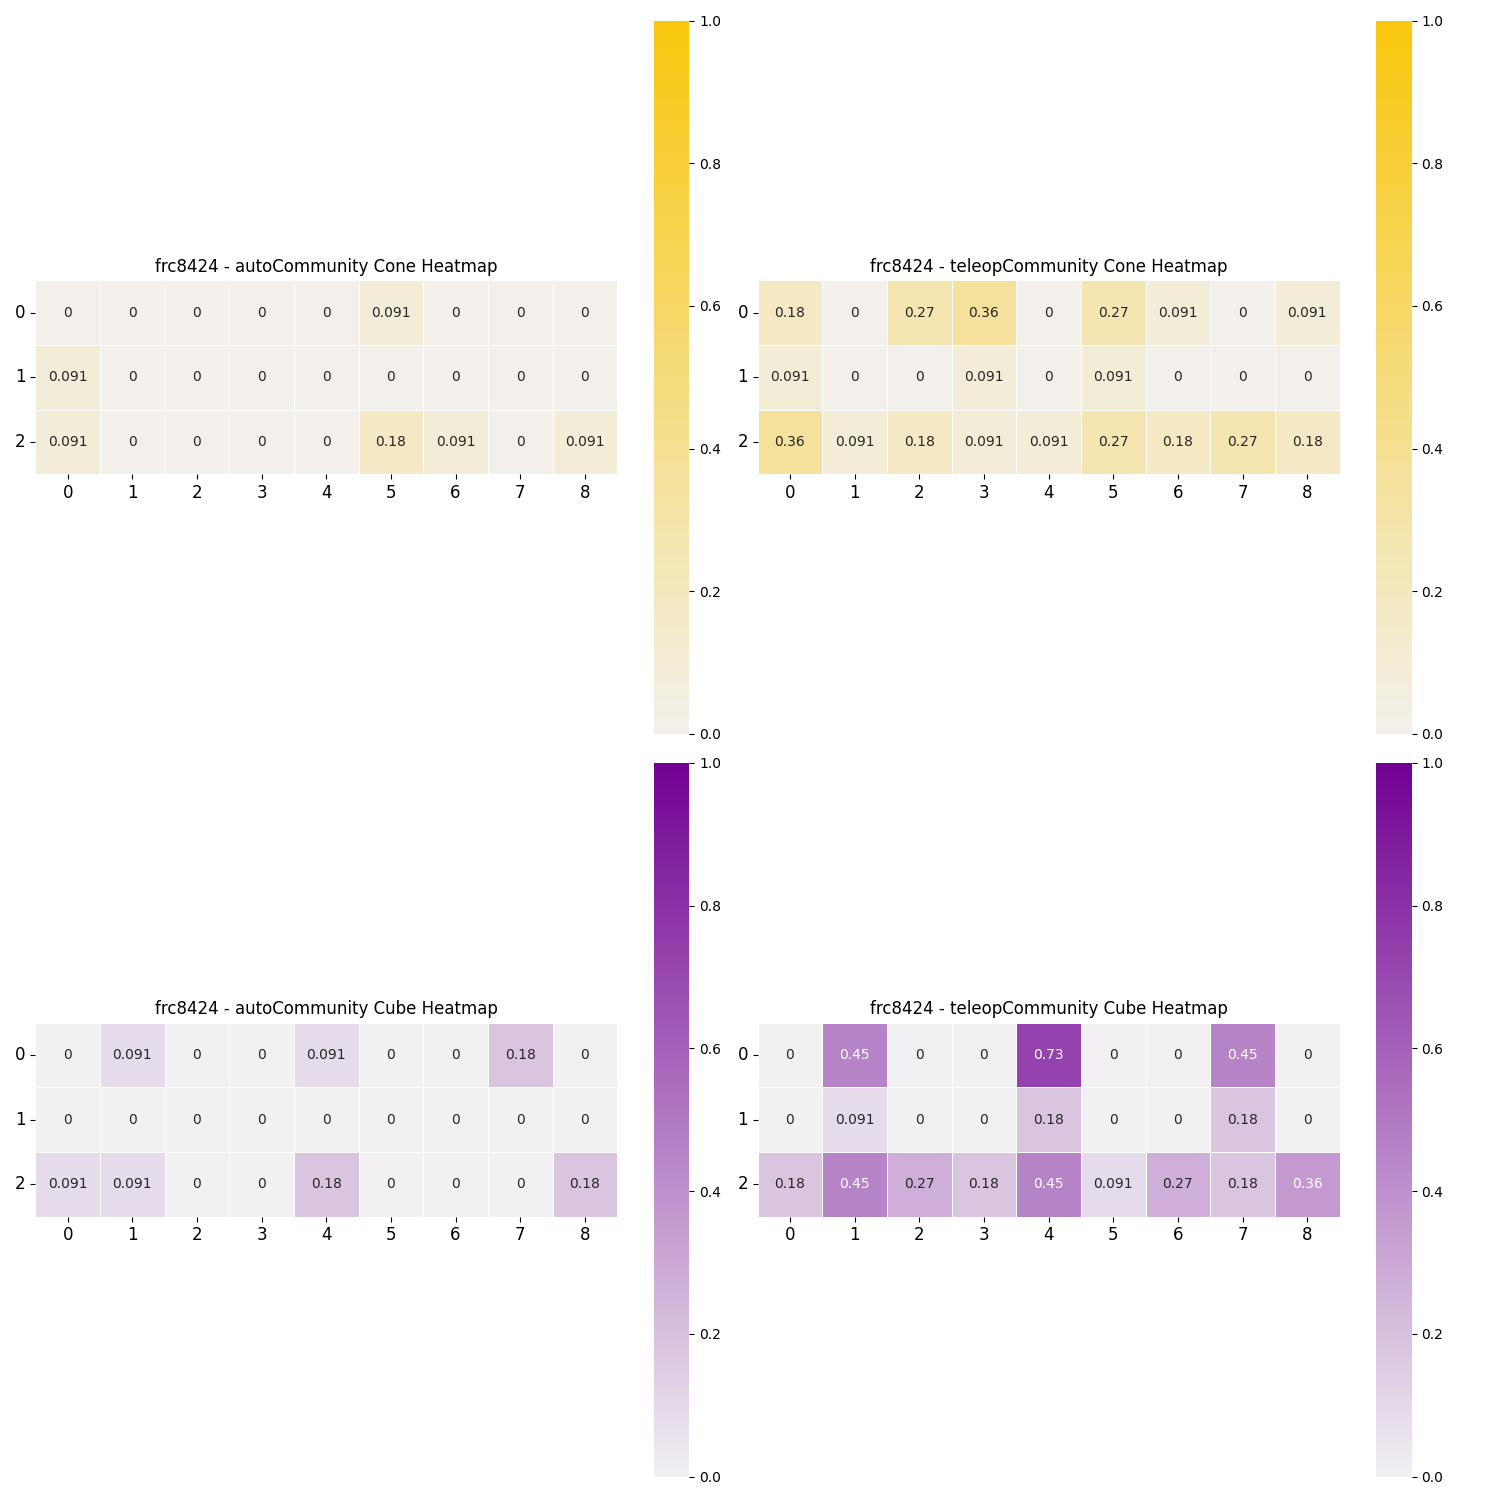 frc8424 - autoCommunity Cone Heatmap
0 0 0 0 0 0 0.091 0 0 0
1 0.091 0 0 0 0 0 0 0 0
2 0.091 0 0 0 0 0.18 0.091 0 0.091
0 1 2 3 4 5 6 7 8
1.0
0.8
0.6
0.4
0.2
0.0
frc8424 - teleopCommunity Cone Heatmap
0 0.18 0 0.27 0.36 0 0.27 0.091 0 0.091
1 0.091 0 0 0.091 0 0.091 0 0 0
2 0.36 0.091 0.18 0.091 0.091 0.27 0.18 0.27 0.18
0 1 2 3 4 5 6 7 8
1.0
0.8
0.6
0.4
0.2
0.0
frc8424 - autoCommunity Cube Heatmap
0 0 0.091 0 0 0.091 0 0 0.18 0
1 0 0 0 0 0 0 0 0 0
2 0.091 0.091 0 0 0.18 0 0 0 0.18
0 1 2 3 4 5 6 7 8
1.0
0.8
0.6
0.4
0.2
0.0
frc8424 - teleopCommunity Cube Heatmap
0 0 0.45 0 0 0.73 0 0 0.45 0
1 0 0.091 0 0 0.18 0 0 0.18 0
2 0.18 0.45 0.27 0.18 0.45 0.091 0.27 0.18 0.36
0 1 2 3 4 5 6 7 8
1.0
0.8
0.6
0.4
0.2
0.0